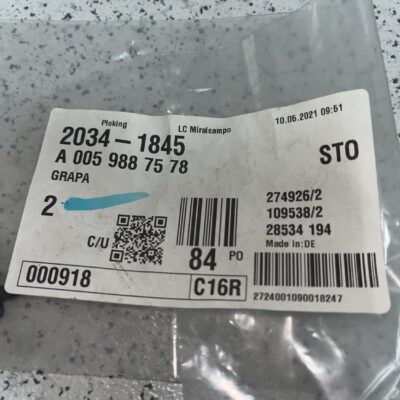 Picking LC Miralcampo 10.06.2021 09:51
2034-1845 STO
A 005 988 75 78
GRAPA
2
274926/2
109538/2
28534 194
Made in:DE
C/U 84 PO
000918 C16R
2724001090018247